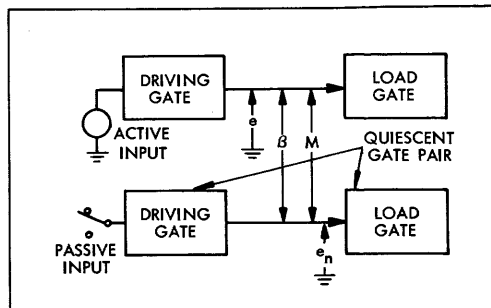 DRIVING
GATE
LOAD
GATE
ACTIVE
INPUT
e
β
M
QUIESCENT
GATE PAIR
DRIVING
GATE
LOAD
GATE
PASSIVE
INPUT
eₙ